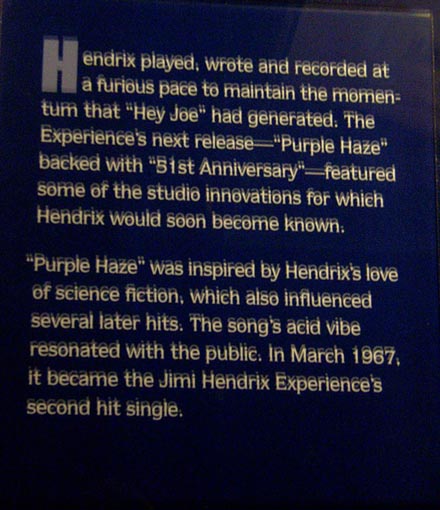 Hendrix played, wrote and recorded at
a furious pace to maintain the momen-
tum that "Hey Joe" had generated. The
Experience's next release—"Purple Haze"
backed with "51st Anniversary"—featured
some of the studio innovations for which
Hendrix would soon become known.
"Purple Haze" was inspired by Hendrix's love
of science fiction, which also influenced
several later hits. The song's acid vibe
resonated with the public. In March 1967,
it became the Jimi Hendrix Experience's
second hit single.